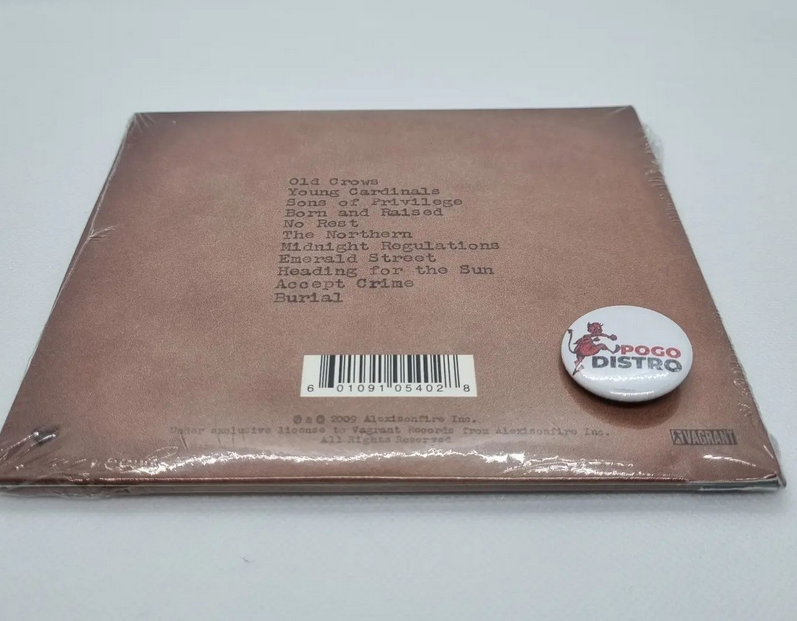 Old Crows
Young Cardinals
Sons of Privilege
Born and Raised
No Rest
The Northern
Midnight Regulations
Emerald Street
Heading for the Sun
Accept Crime
Burial
POGO
DISTRO
6 01091 05402 8
℗ & © 2009 Alexisonfire Inc.
Under exclusive license to Vagrant Records from Alexisonfire Inc.
All Rights Reserved
VAGRANT